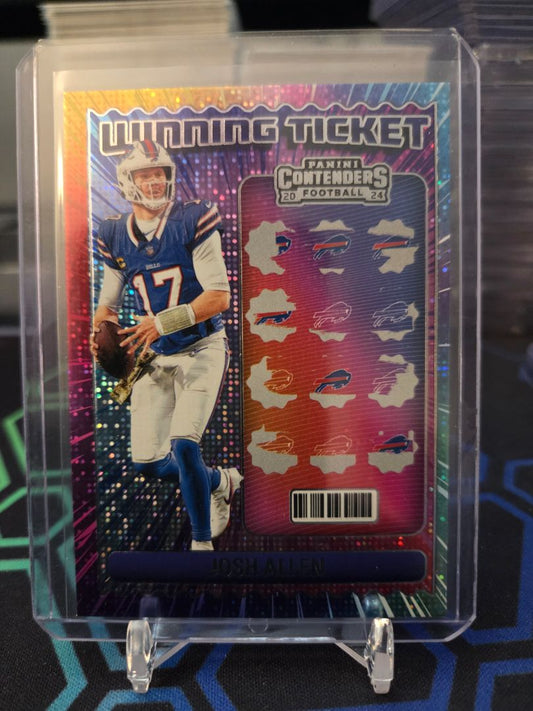 WINNING TICKET
PANINI
CONTENDERS
20 FOOTBALL 24
BILLS
17
JOSH ALLEN